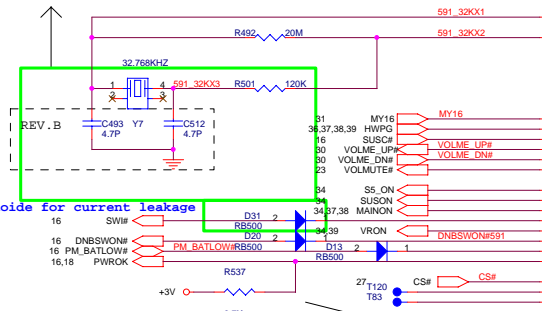 591_32KX1
R492 20M 591_32KX2
32.768KHZ
1 4 591_32KX3 R501 120K
2 3
REV.B C493 Y7 C512
4.7P 4.7P
31 MY16 MY16
36,37,38,39 HWPG
16 SUSC#
30 VOLME_UP# VOLME_UP#
30 VOLME_DN# VOLME_DN#
23 VOLMUTE#
34 S5_ON
34 SUSON
34,37,38 MAINON
oide for current leakage
16 SWI# D31 2 1
RB500 34,39 VRON
16 DNBSWON# D20 2 1 DNBSWON#591
16 PM_BATLOW# PM_BATLOW# RB500 D13 2 1
16,18 PWROK RB500
R537 27 CS# CS#
+3V T120
T83